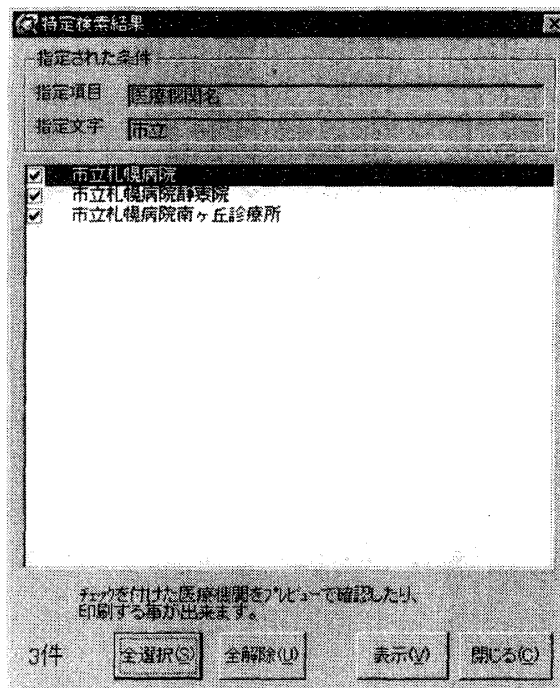 特定検索結果
指定された条件
指定項目 医療機関名
指定文字 市立
市立札幌病院
市立札幌病院静療院
市立札幌病院南ヶ丘診療所
チェックを付けた医療機関をプレビューで確認したり、
印刷する事が出来ます。
3件 全選択(S) 全解除(U) 表示(V) 閉じる(C)